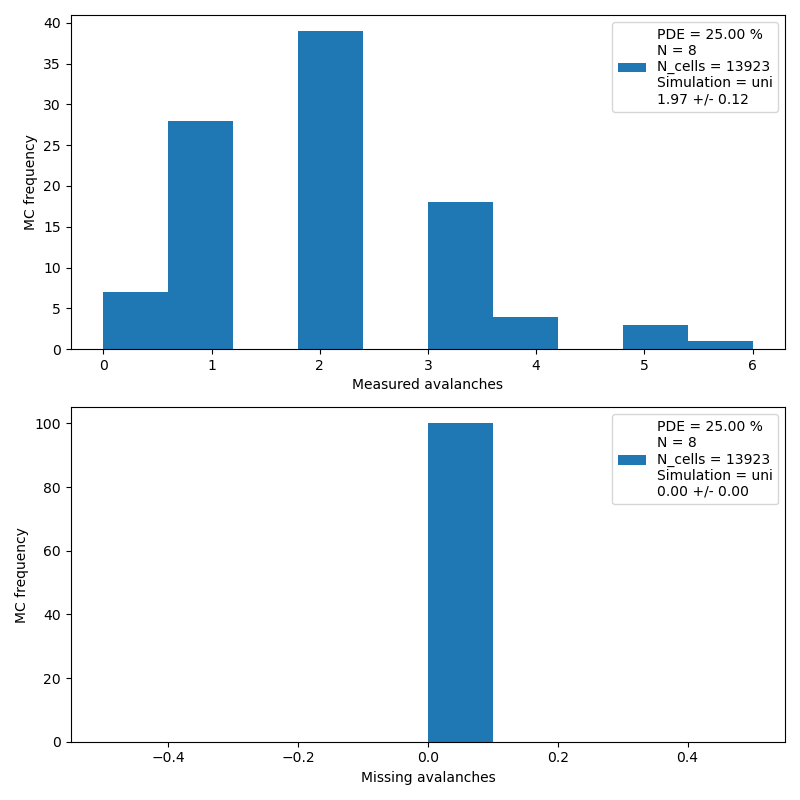 40
35
30
25
20
15
10
5
0
MC frequency
PDE = 25.00 %
N = 8
N_cells = 13923
Simulation = uni
1.97 +/- 0.12
0 1 2 3 4 5 6
Measured avalanches
100
80
60
40
20
0
MC frequency
PDE = 25.00 %
N = 8
N_cells = 13923
Simulation = uni
0.00 +/- 0.00
−0.4 −0.2 0.0 0.2 0.4
Missing avalanches